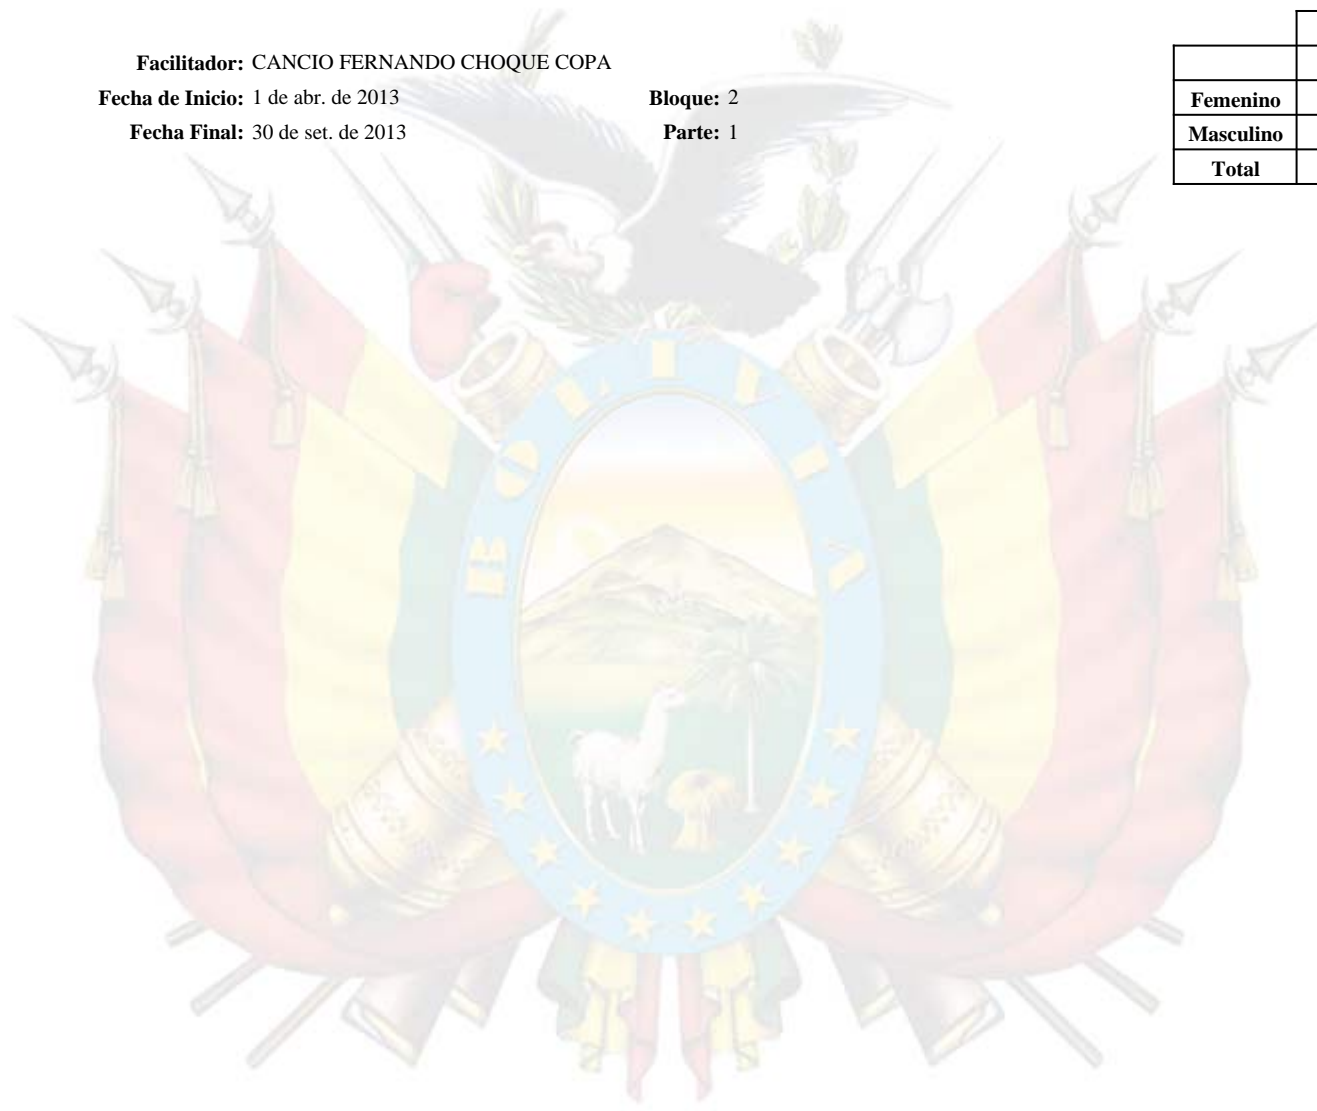 Facilitador: CANCIO FERNANDO CHOQUE COPA
Fecha de Inicio: 1 de abr. de 2013 Bloque: 2
Fecha Final: 30 de set. de 2013 Parte: 1
Femenino
Masculino
Total
BOLIVIA